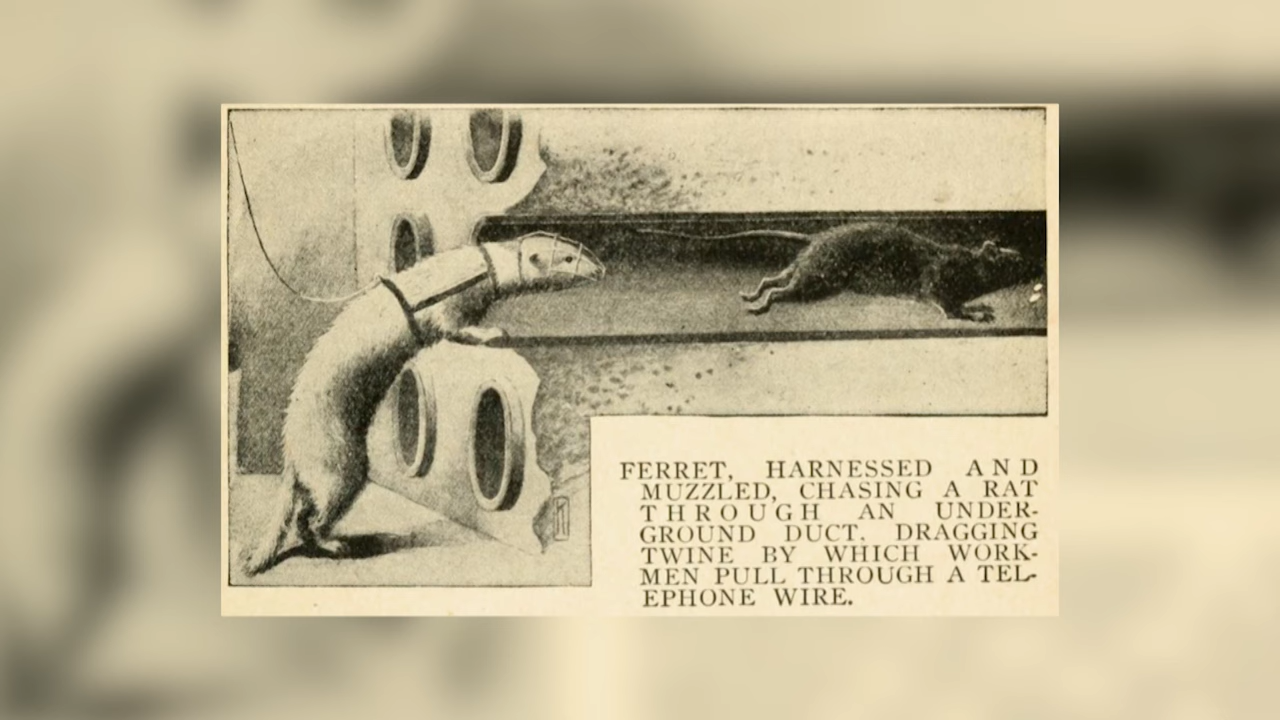 FERRET, HARNESSED AND
MUZZLED, CHASING A RAT
THROUGH AN UNDER-
GROUND DUCT, DRAGGING
TWINE BY WHICH WORK-
MEN PULL THROUGH A TEL-
EPHONE WIRE.